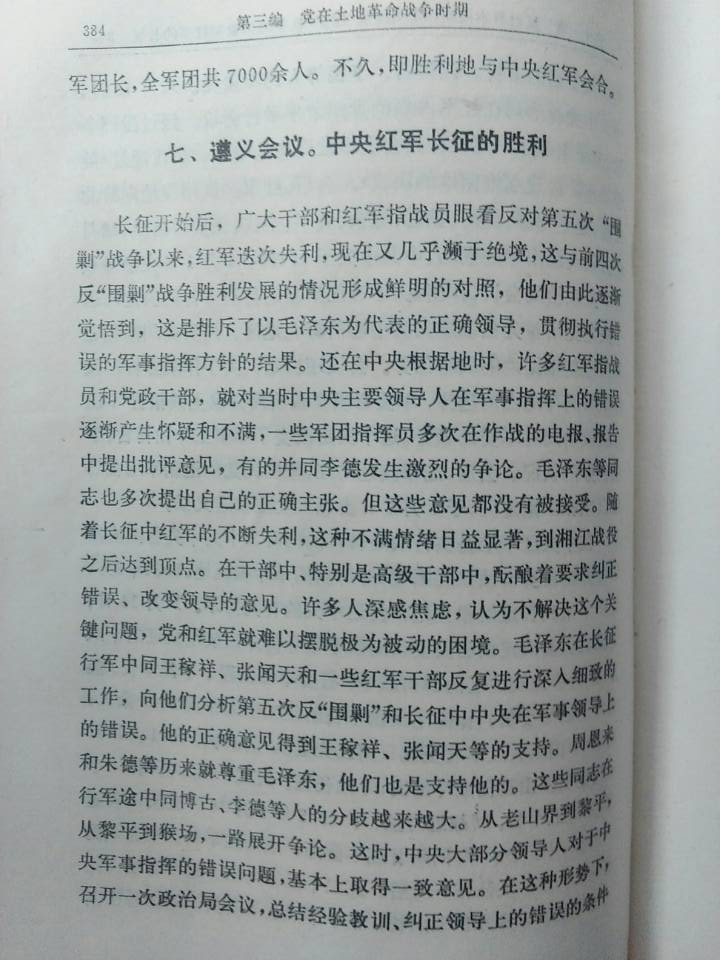 384 第三编 党在土地革命战争时期
军团长，全军团共7000余人。不久，即胜利地与中央红军会合。
七、遵义会议。中央红军长征的胜利
长征开始后，广大干部和红军指战员眼看反对第五次“围
剿”战争以来，红军迭次失利，现在又几乎濒于绝境，这与前四次
反“围剿”战争胜利发展的情况形成鲜明的对照，他们由此逐渐
觉悟到，这是排斥了以毛泽东为代表的正确领导，贯彻执行错
误的军事指挥方针的结果。还在中央根据地时，许多红军指战
员和党政干部，就对当时中央主要领导人在军事指挥上的错误
逐渐产生怀疑和不满，一些军团指挥员多次在作战的电报、报告
中提出批评意见，有的并同李德发生激烈的争论。毛泽东等同
志也多次提出自己的正确主张。但这些意见都没有被接受。随
着长征中红军的不断失利，这种不满情绪日益显著，到湘江战役
之后达到顶点。在干部中、特别是高级干部中，酝酿着要求纠正
错误、改变领导的意见。许多人深感焦虑，认为不解决这个关
键问题，党和红军就难以摆脱极为被动的困境。毛泽东在长征
行军中同王稼祥、张闻天和一些红军干部反复进行深入细致的
工作，向他们分析第五次反“围剿”和长征中中央在军事领导上
的错误。他的正确意见得到王稼祥、张闻天等的支持。周恩来
和朱德等历来就尊重毛泽东，他们也是支持他的。这些同志在
行军途中同博古、李德等人的分歧越来越大。从老山界到黎平，
从黎平到猴场，一路展开争论。这时，中央大部分领导人对于中
央军事指挥的错误问题，基本上取得一致意见。在这种形势下，
召开一次政治局会议，总结经验教训、纠正领导上的错误的条件